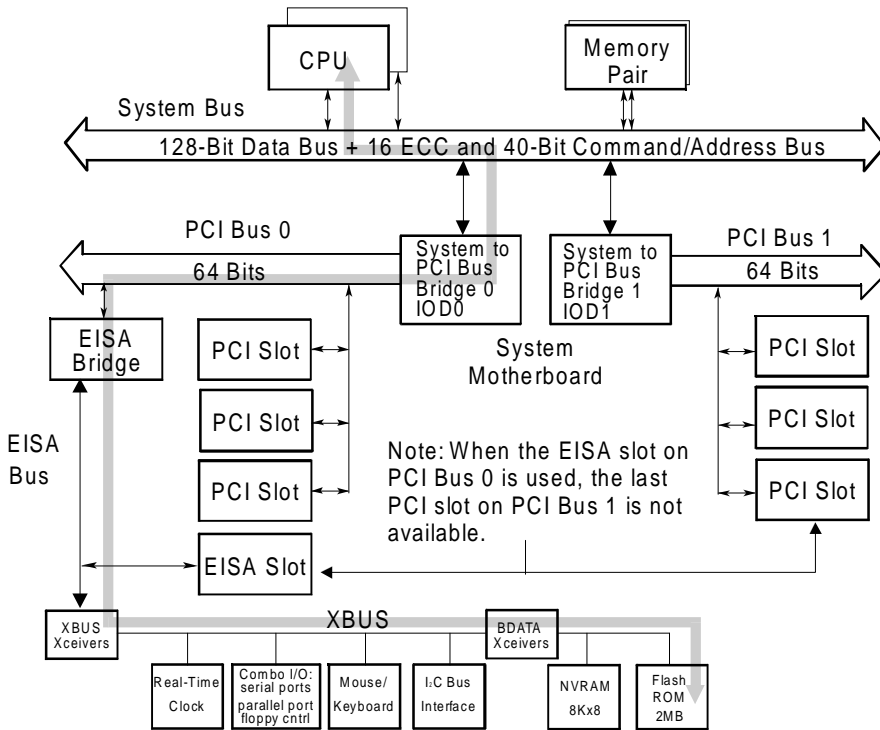 CPU
Memory
Pair
System Bus
128-Bit Data Bus + 16 ECC and 40-Bit Command/Address Bus
PCI Bus 0
64 Bits
System to
PCI Bus
Bridge 0
IOD0
System to
PCI Bus
Bridge 1
IOD1
PCI Bus 1
64 Bits
EISA
Bridge
PCI Slot
PCI Slot
PCI Slot
System
Motherboard
PCI Slot
PCI Slot
PCI Slot
EISA
Bus
Note: When the EISA slot on
PCI Bus 0 is used, the last
PCI slot on PCI Bus 1 is not
available.
EISA Slot
XBUS
Xceivers
XBUS
BDATA
Xceivers
Real-Time
Clock
Combo I/O:
serial ports
parallel port
floppy cntrl
Mouse/
Keyboard
I₂C Bus
Interface
NVRAM
8Kx8
Flash
ROM
2MB